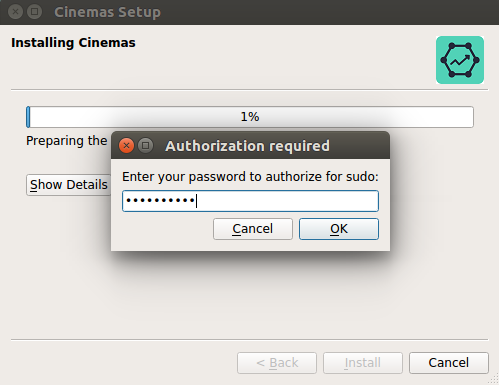 Cinemas Setup
Installing Cinemas
1%
Preparing the
Authorization required
Enter your password to authorize for sudo:
••••••••••
Cancel
OK
Show Details
< Back
Install
Cancel